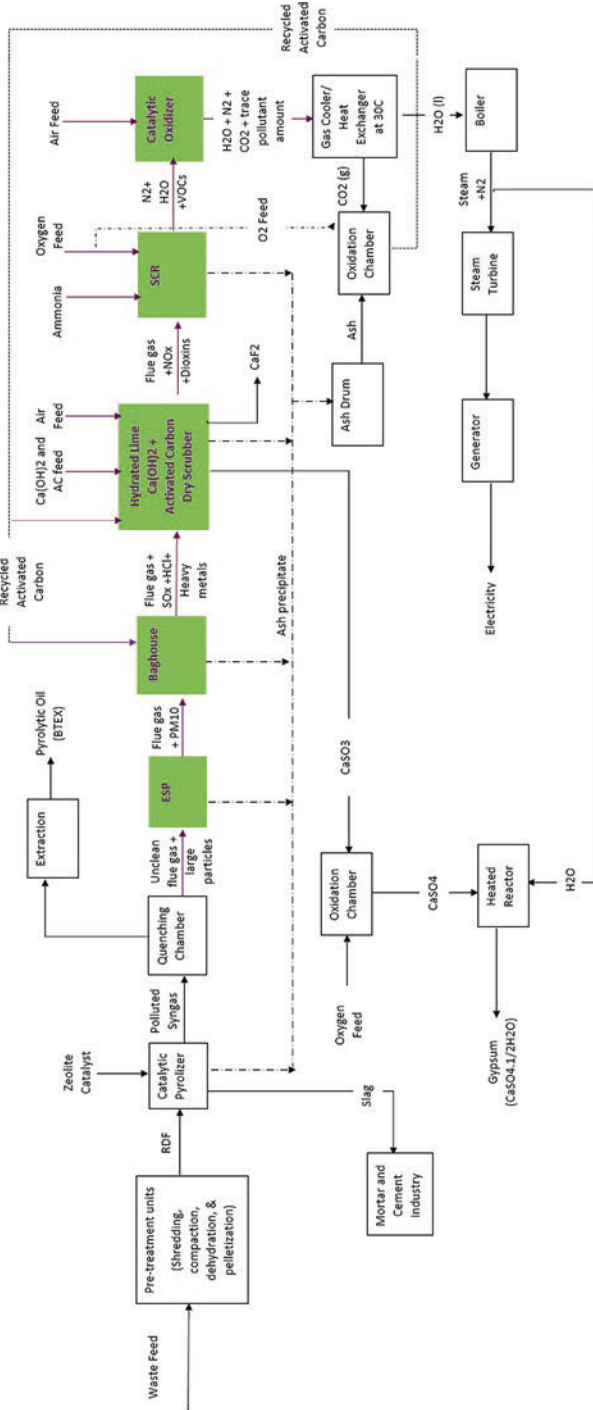 Waste Feed
Pre-treatment units
(Shredding,
compaction,
dehydration, &
pelletization)
RDF
Zeolite
Catalyst
Catalytic
Pyrolizer
Slag
Mortar and
Cement
Industry
Polluted
Syngas
Quenching
Chamber
Extraction
Pyrolytic Oil
(BTEX)
Unclean
flue gas +
large
particles
ESP
Flue gas
+ PM10
Baghouse
Recycled
Activated
Carbon
Flue gas +
SOx +HCl+
Heavy
metals
Ash precipitate
Ca(OH)2 and
AC feed
Air
Feed
Hydrated Lime
Ca(OH)2 +
Activated Carbon
Dry Scrubber
CaF2
Flue gas
+NOx
+Dioxins
Ammonia
Oxygen
Feed
SCR
O2 Feed
N2+
H2O
+VOCs
Air Feed
Catalytic
Oxidizer
H2O + N2 +
CO2 + trace
pollutant
amount
Recycled
Activated
Carbon
Gas Cooler/
Heat
Exchanger
at 30C
CO2 (g)
Oxidation
Chamber
Ash
Ash Drum
H2O (l)
Boiler
Steam
+N2
Steam
Turbine
Generator
Electricity
CaSO3
Oxygen
Feed
Oxidation
Chamber
CaSO4
Heated
Reactor
H2O
Gypsum
(CaSO4.1/2H2O)